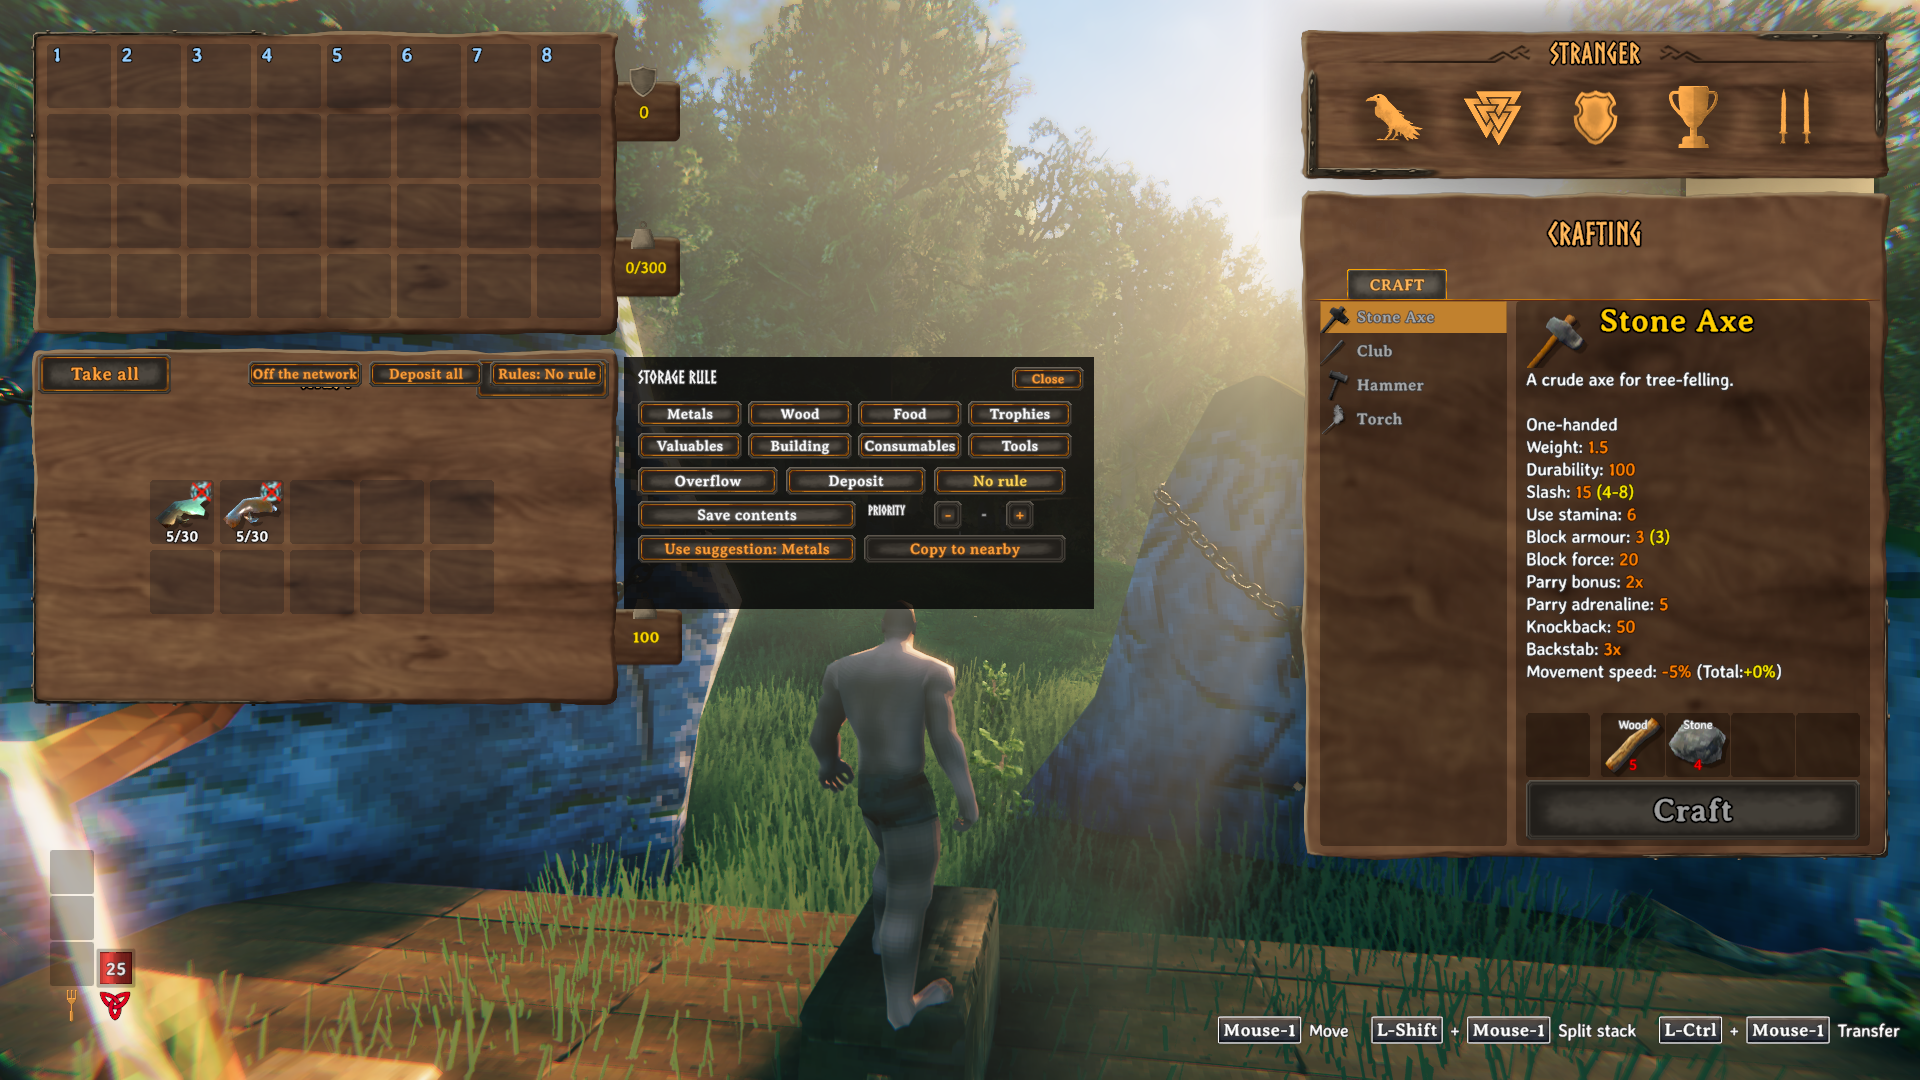 1 2 3 4 5 6 7 8
0
0/300
Take all
Off the network
Deposit all
Rules: No rule
5/30 5/30
100
STORAGE RULE
Close
Metals Wood Food Trophies
Valuables Building Consumables Tools
Overflow Deposit No rule
Save contents PRIORITY - - +
Use suggestion: Metals Copy to nearby
STRANGER
CRAFTING
CRAFT
Stone Axe
Club
Hammer
Torch
Stone Axe
A crude axe for tree-felling.
One-handed
Weight: 1.5
Durability: 100
Slash: 15 (4-8)
Use stamina: 6
Block armour: 3 (3)
Block force: 20
Parry bonus: 2x
Parry adrenaline: 5
Knockback: 50
Backstab: 3x
Movement speed: -5% (Total:+0%)
Wood Stone
5 4
Craft
25
Mouse-1 Move L-Shift + Mouse-1 Split stack L-Ctrl + Mouse-1 Transfer